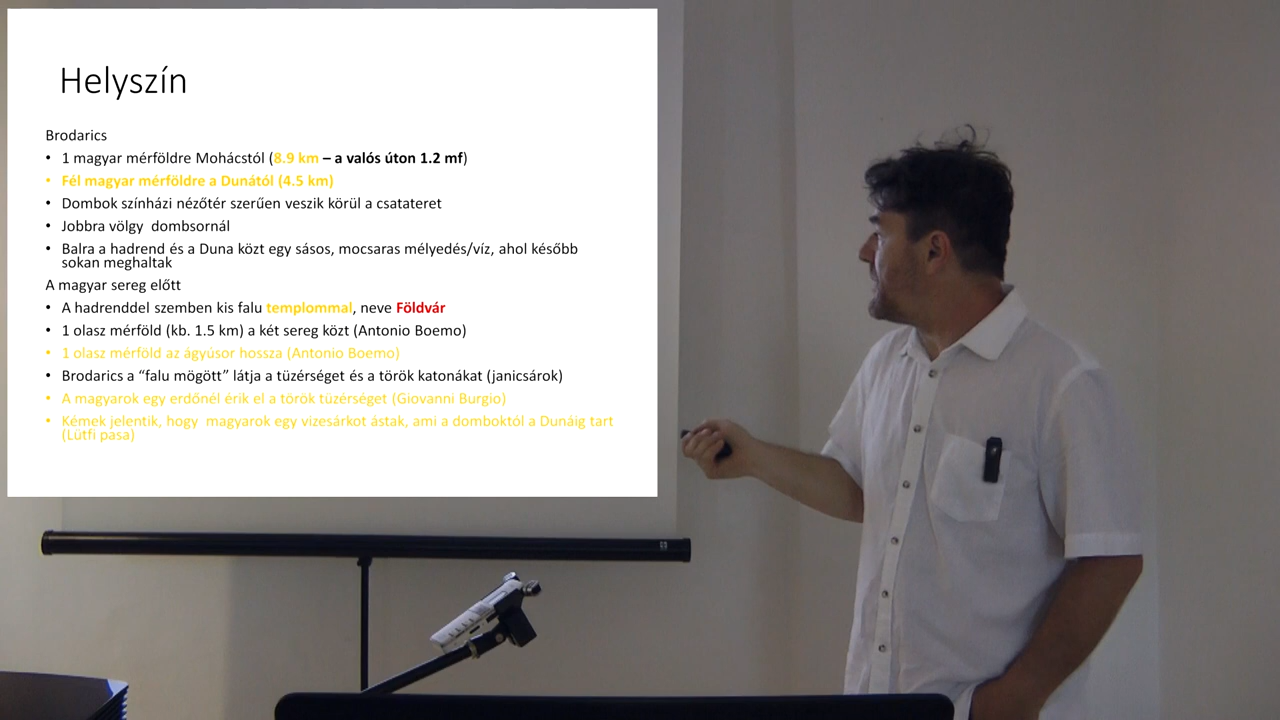 Helyszín
Brodarics
• 1 magyar mérföldre Mohácstól (8.9 km – a valós úton 1.2 mf)
• Fél magyar mérföldre a Dunától (4.5 km)
• Dombok színházi nézőtér szerűen veszik körül a csatateret
• Jobbra völgy dombsornál
• Balra a hadrend és a Duna közt egy sásos, mocsaras mélyedés/víz, ahol később
sokan meghaltak
A magyar sereg előtt
• A hadrenddel szemben kis falu templommal, neve Földvár
• 1 olasz mérföld (kb. 1.5 km) a két sereg közt (Antonio Boemo)
• 1 olasz mérföld az ágyúsor hossza (Antonio Boemo)
• Brodarics a “falu mögött” látja a tüzérséget és a török katonákat (janicsárok)
• A magyarok egy erdőnél érik el a török tüzérséget (Giovanni Burgio)
• Kémek jelentik, hogy magyarok egy vizesárkot ástak, ami a domboktól a Dunáig tart
(Lütfi pasa)